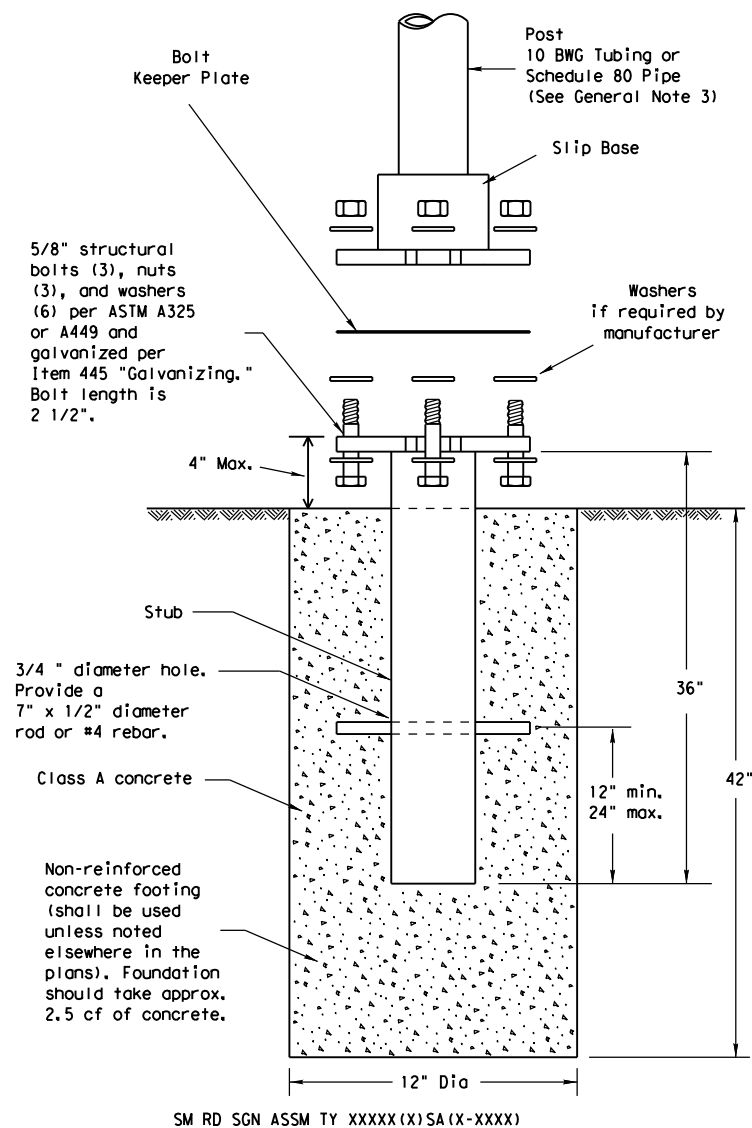 Bolt
Keeper Plate
Post
10 BWG Tubing or
Schedule 80 Pipe
(See General Note 3)
Slip Base
5/8" structural
bolts (3), nuts
(3), and washers
(6) per ASTM A325
or A449 and
galvanized per
Item 445 "Galvanizing."
Bolt length is
2 1/2".
Washers
if required by
manufacturer
4" Max.
Stub
3/4 " diameter hole.
Provide a
7" x 1/2" diameter
rod or #4 rebar.
36"
Class A concrete
12" min.
24" max.
42"
Non-reinforced
concrete footing
(shall be used
unless noted
elsewhere in the
plans). Foundation
should take approx.
2.5 cf of concrete.
12" Dia
SM RD SGN ASSM TY XXXXX(X)SA(X-XXXX)